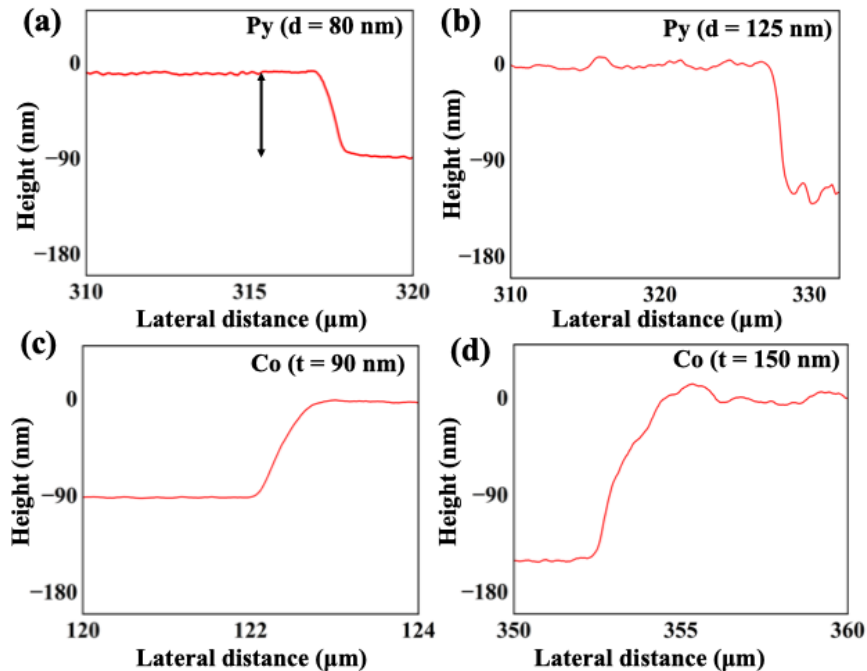 (a)
Py (d = 80 nm)
0
−90
−180
Height (nm)
310
315
320
Lateral distance (µm)
(b)
Py (d = 125 nm)
0
−90
−180
Height (nm)
310
320
330
Lateral distance (µm)
(c)
Co (t = 90 nm)
0
−90
−180
Height (nm)
120
122
124
Lateral distance (µm)
(d)
Co (t = 150 nm)
0
−90
−180
Height (nm)
350
355
360
Lateral distance (µm)